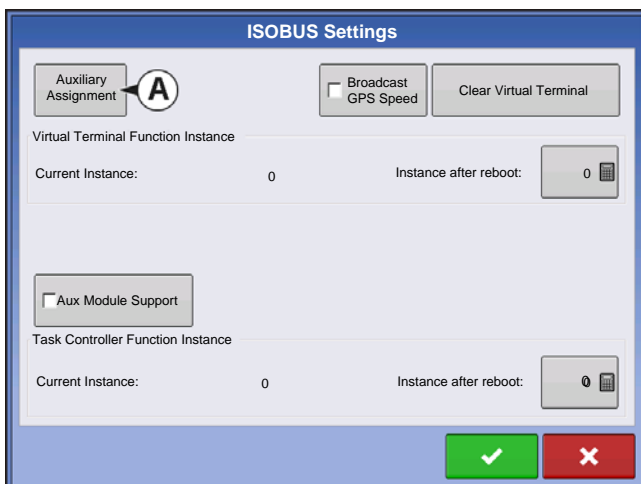 ISOBUS Settings
Auxiliary
Assignment
A
Broadcast
GPS Speed
Clear Virtual Terminal
Virtual Terminal Function Instance
Current Instance:
0
Instance after reboot:
0
Aux Module Support
Task Controller Function Instance
Current Instance:
0
Instance after reboot:
0